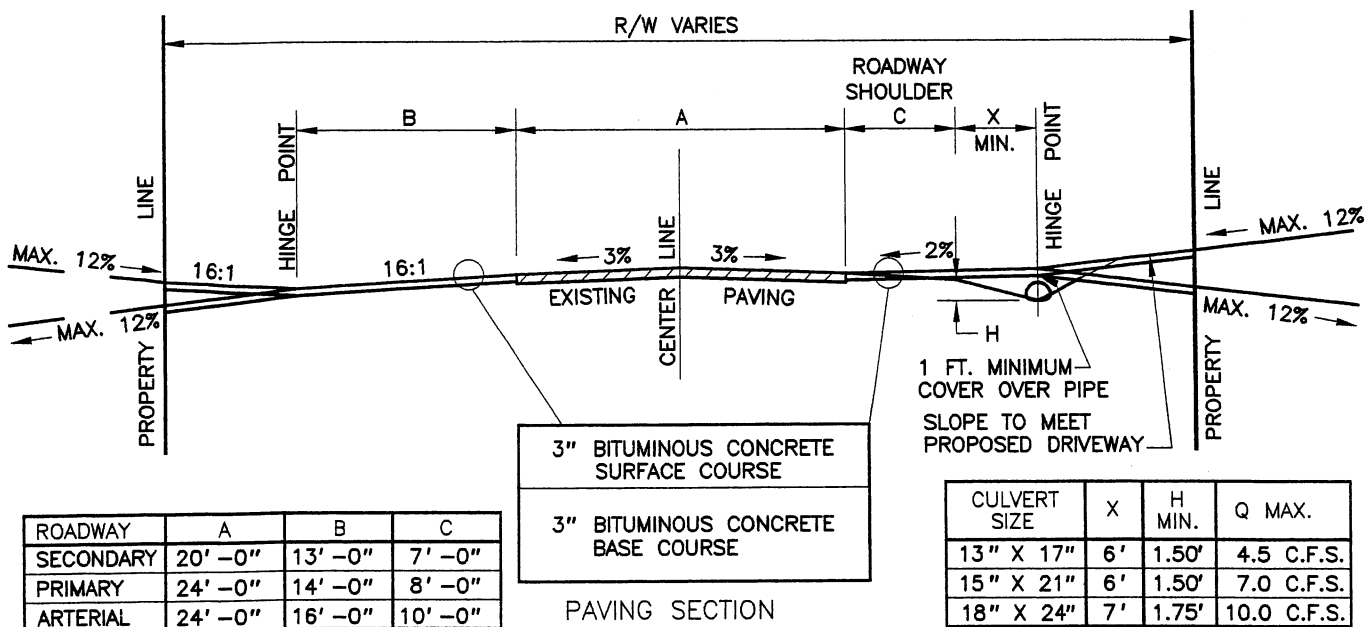 R/W VARIES
ROADWAY
SHOULDER
B
A
C
X
MIN.
HINGE POINT
HINGE POINT
PROPERTY LINE
PROPERTY LINE
CENTER LINE
MAX. 12%
16:1
16:1
3%
3%
2%
MAX. 12%
EXISTING PAVING
MAX. 12%
MAX. 12%
H
1 FT. MINIMUM
COVER OVER PIPE
SLOPE TO MEET
PROPOSED DRIVEWAY
3" BITUMINOUS CONCRETE
SURFACE COURSE
3" BITUMINOUS CONCRETE
BASE COURSE
PAVING SECTION
ROADWAY A B C
SECONDARY 20'-0" 13'-0" 7'-0"
PRIMARY 24'-0" 14'-0" 8'-0"
ARTERIAL 24'-0" 16'-0" 10'-0"
CULVERT SIZE X H MIN. Q MAX.
13" X 17" 6' 1.50' 4.5 C.F.S.
15" X 21" 6' 1.50' 7.0 C.F.S.
18" X 24" 7' 1.75' 10.0 C.F.S.